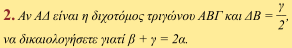 2. Αν ΑΔ είναι η διχοτόμος τριγώνου ΑΒΓ και ΔΒ = γ/2,
να δικαιολογήσετε γιατί β + γ = 2α.